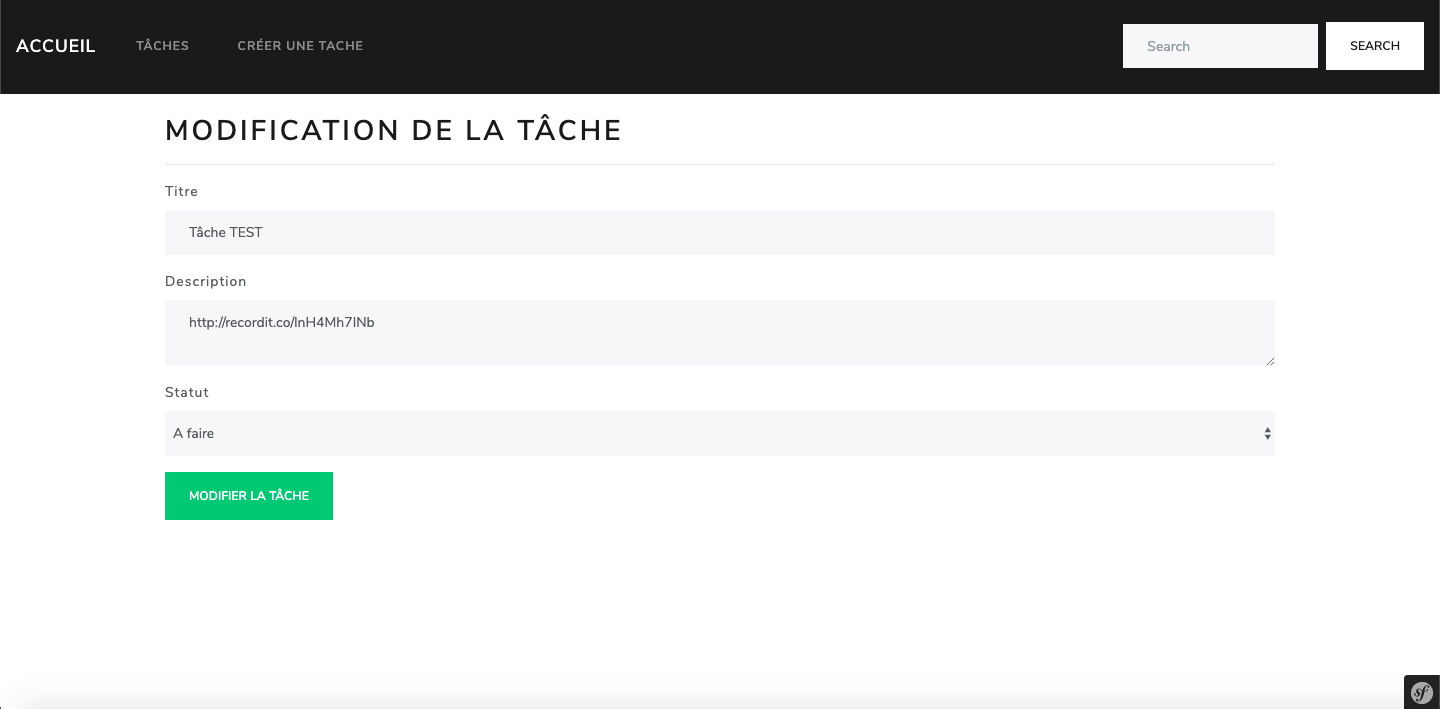 ACCUEIL TÂCHES CRÉER UNE TACHE Search SEARCH
MODIFICATION DE LA TÂCHE
Titre
Tâche TEST
Description
http://recordit.co/lnH4Mh7INb
Statut
A faire
MODIFIER LA TÂCHE
sf